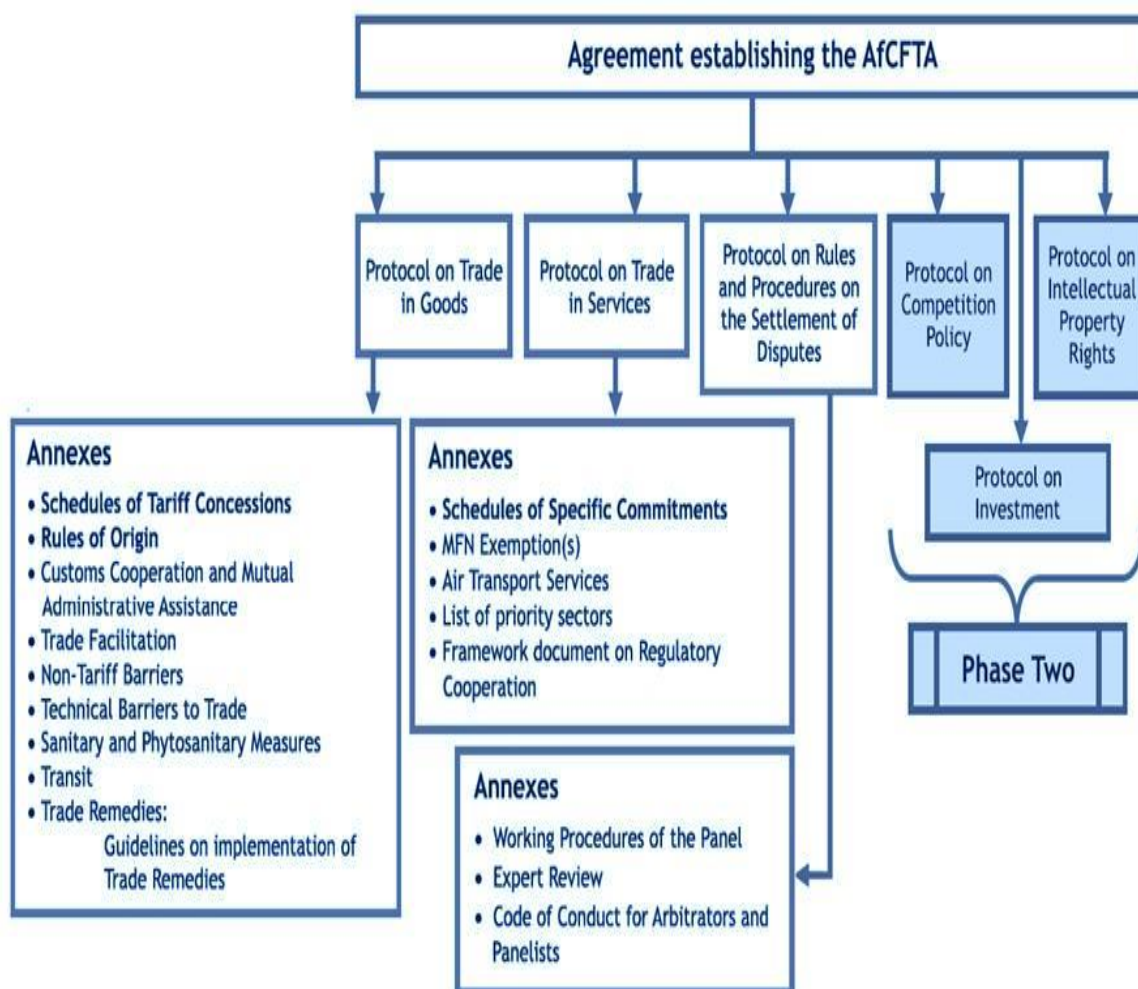 Agreement establishing the AfCFTA
Protocol on Trade
in Goods
Protocol on Trade
in Services
Protocol on Rules
and Procedures on
the Settlement of
Disputes
Protocol on
Competition
Policy
Protocol on
Intellectual
Property
Rights
Protocol on
Investment
Phase Two
Annexes
• Schedules of Tariff Concessions
• Rules of Origin
• Customs Cooperation and Mutual
Administrative Assistance
• Trade Facilitation
• Non-Tariff Barriers
• Technical Barriers to Trade
• Sanitary and Phytosanitary Measures
• Transit
• Trade Remedies:
Guidelines on implementation of
Trade Remedies
Annexes
• Schedules of Specific Commitments
• MFN Exemption(s)
• Air Transport Services
• List of priority sectors
• Framework document on Regulatory
Cooperation
Annexes
• Working Procedures of the Panel
• Expert Review
• Code of Conduct for Arbitrators and
Panelists